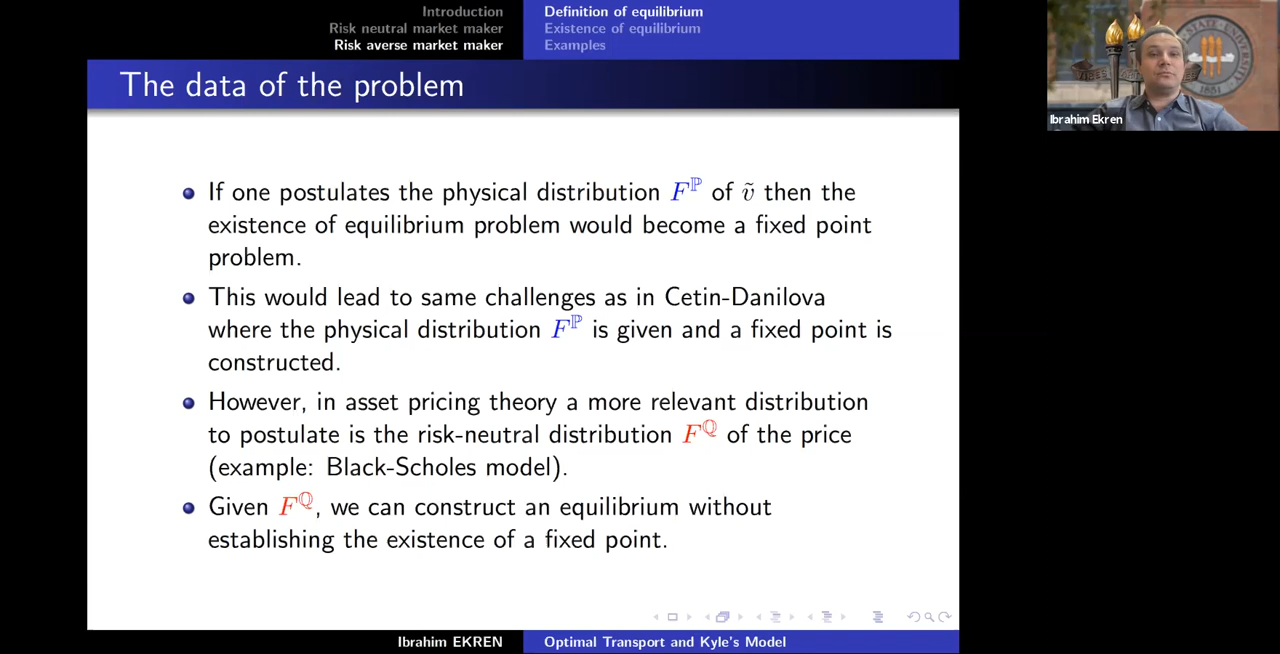 Introduction
Risk neutral market maker
Risk averse market maker
Definition of equilibrium
Existence of equilibrium
Examples
The data of the problem
If one postulates the physical distribution F^ℙ of ṽ then the
existence of equilibrium problem would become a fixed point
problem.
This would lead to same challenges as in Cetin-Danilova
where the physical distribution F^ℙ is given and a fixed point is
constructed.
However, in asset pricing theory a more relevant distribution
to postulate is the risk-neutral distribution F^ℚ of the price
(example: Black-Scholes model).
Given F^ℚ, we can construct an equilibrium without
establishing the existence of a fixed point.
Ibrahim EKREN
Optimal Transport and Kyle's Model
Ibrahim Ekren
1851